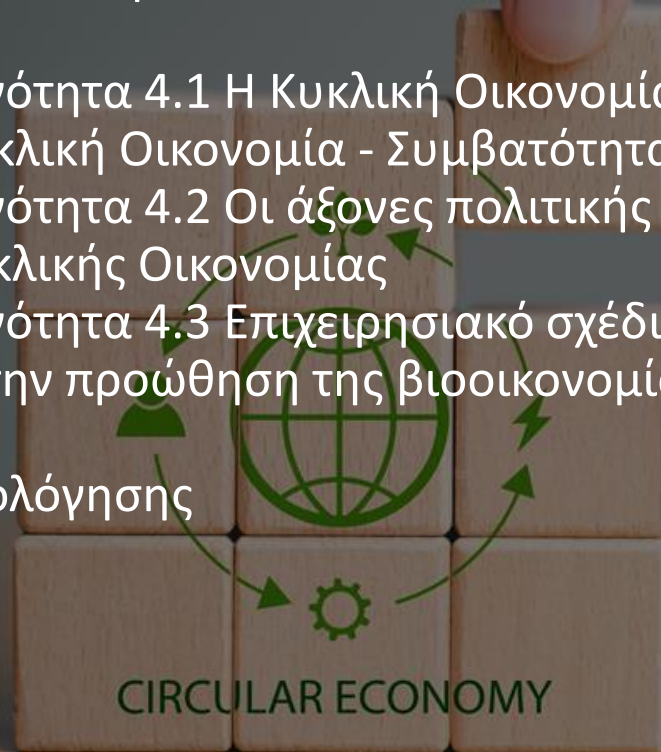 νότητα 4.1 Η Κυκλική Οικονομία
κλική Οικονομία - Συμβατότητα
νότητα 4.2 Οι άξονες πολιτικής
κλικής Οικονομίας
νότητα 4.3 Επιχειρησιακό σχέδι
την προώθηση της βιοοικονομία
ολόγησης
CIRCULAR ECONOMY